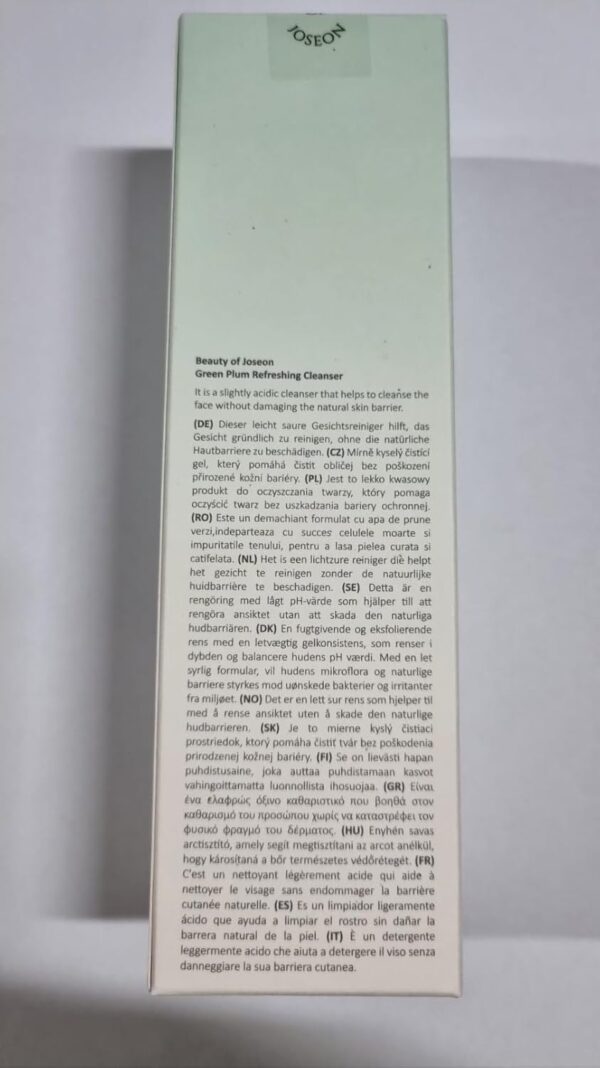 JOSEON
Beauty of Joseon
Green Plum Refreshing Cleanser
It is a slightly acidic cleanser that helps to cleanse the
face without damaging the natural skin barrier.
(DE) Dieser leicht saure Gesichtsreiniger hilft, das
Gesicht gründlich zu reinigen, ohne die natürliche
Hautbarriere zu beschädigen. (CZ) Mírně kyselý čisticí
gel, který pomáhá čistit obličej bez poškození
přirozené kožní bariéry. (PL) Jest to lekko kwasowy
produkt do oczyszczania twarzy, który pomaga
oczyścić twarz bez uszkadzania bariery ochronnej.
(RO) Este un demachiant formulat cu apa de prune
verzi,indeparteaza cu succes celulele moarte si
impuritatile tenului, pentru a lasa pielea curata si
catifelata. (NL) Het is een lichtzure reiniger die helpt
het gezicht te reinigen zonder de natuurlijke
huidbarrière te beschadigen. (SE) Detta är en
rengöring med lågt pH-värde som hjälper till att
rengöra ansiktet utan att skada den naturliga
hudbarriären. (DK) En fugtgivende og eksfolierende
rens med en letvægtig gelkonsistens, som renser i
dybden og balancere hudens pH værdi. Med en let
syrlig formular, vil hudens mikroflora og naturlige
barriere styrkes mod uønskede bakterier og irritanter
fra miljøet. (NO) Det er en lett sur rens som hjelper til
med å rense ansiktet uten å skade den naturlige
hudbarrieren. (SK) Je to mierne kyslý čistiaci
prostriedok, ktorý pomáha čistiť tvár bez poškodenia
prirodzenej kožnej bariéry. (FI) Se on lievästi hapan
puhdistusaine, joka auttaa puhdistamaan kasvot
vahingoittamatta luonnollista ihosuojaa. (GR) Είναι
ένα ελαφρώς όξινο καθαριστικό που βοηθά στον
καθαρισμό του προσώπου χωρίς να καταστρέφει τον
φυσικό φραγμό του δέρματος. (HU) Enyhén savas
arctisztító, amely segít megtisztítani az arcot anélkül,
hogy károsítaná a bőr természetes védőrétegét. (FR)
C'est un nettoyant légèrement acide qui aide à
nettoyer le visage sans endommager la barrière
cutanée naturelle. (ES) Es un limpiador ligeramente
ácido que ayuda a limpiar el rostro sin dañar la
barrera natural de la piel. (IT) È un detergente
leggermente acido che aiuta a detergere il viso senza
danneggiare la sua barriera cutanea.